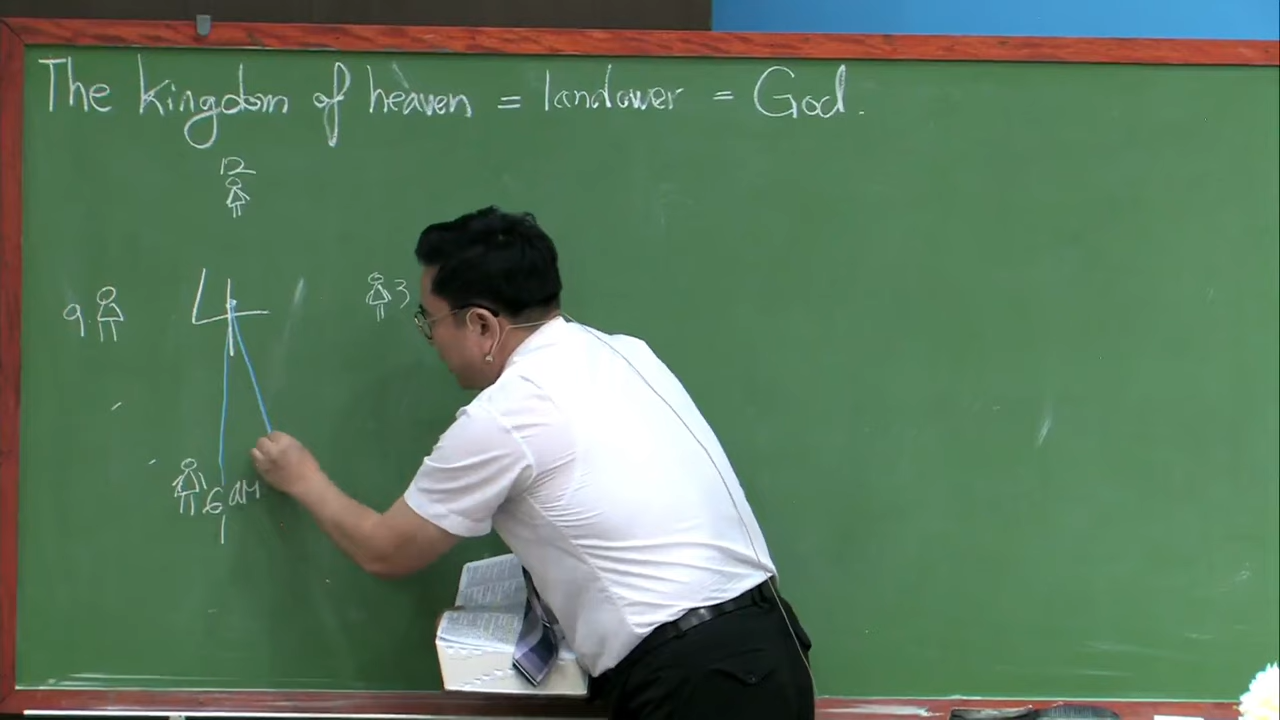 The kingdom of heaven = landower = God.
12
9
3
6 AM